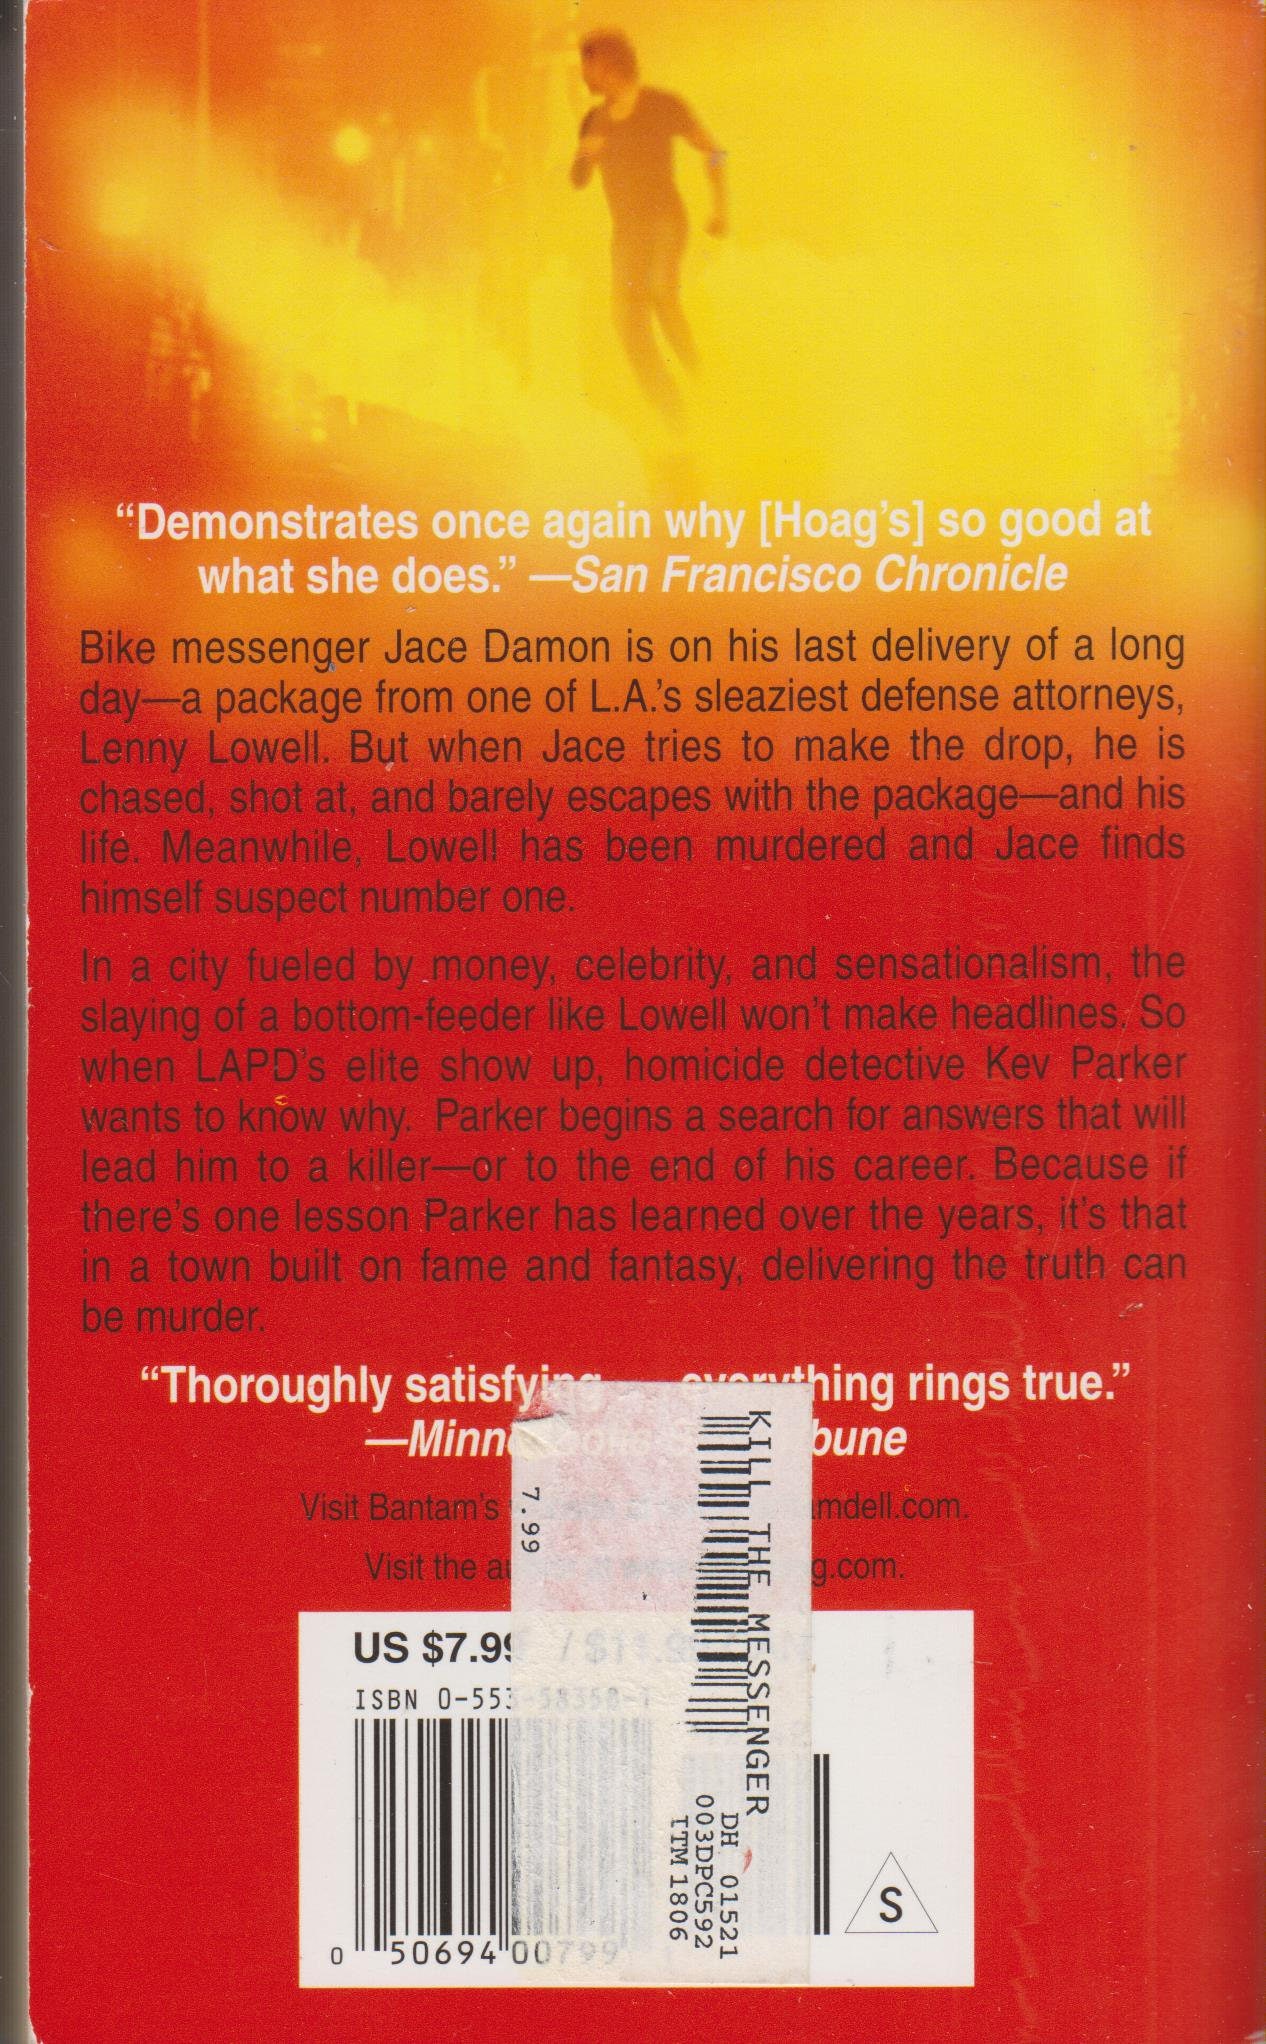 “Demonstrates once again why [Hoag’s] so good at
what she does.” —San Francisco Chronicle
Bike messenger Jace Damon is on his last delivery of a long
day—a package from one of L.A.’s sleaziest defense attorneys,
Lenny Lowell. But when Jace tries to make the drop, he is
chased, shot at, and barely escapes with the package—and his
life. Meanwhile, Lowell has been murdered and Jace finds
himself suspect number one.
In a city fueled by money, celebrity, and sensationalism, the
slaying of a bottom-feeder like Lowell won’t make headlines. So
when LAPD’s elite show up, homicide detective Kev Parker
wants to know why. Parker begins a search for answers that will
lead him to a killer—or to the end of his career. Because if
there’s one lesson Parker has learned over the years, it’s that
in a town built on fame and fantasy, delivering the truth can
be murder.
“Thoroughly satisfying . . . everything rings true.”
Visit Bantam’s
Visit the
7.99
KILL THE MESSENGER
DH 01521
003DPC592
ITM1806
US $7.99 / $11.99
ISBN 0-553-58358-1
0 50694 00799
S